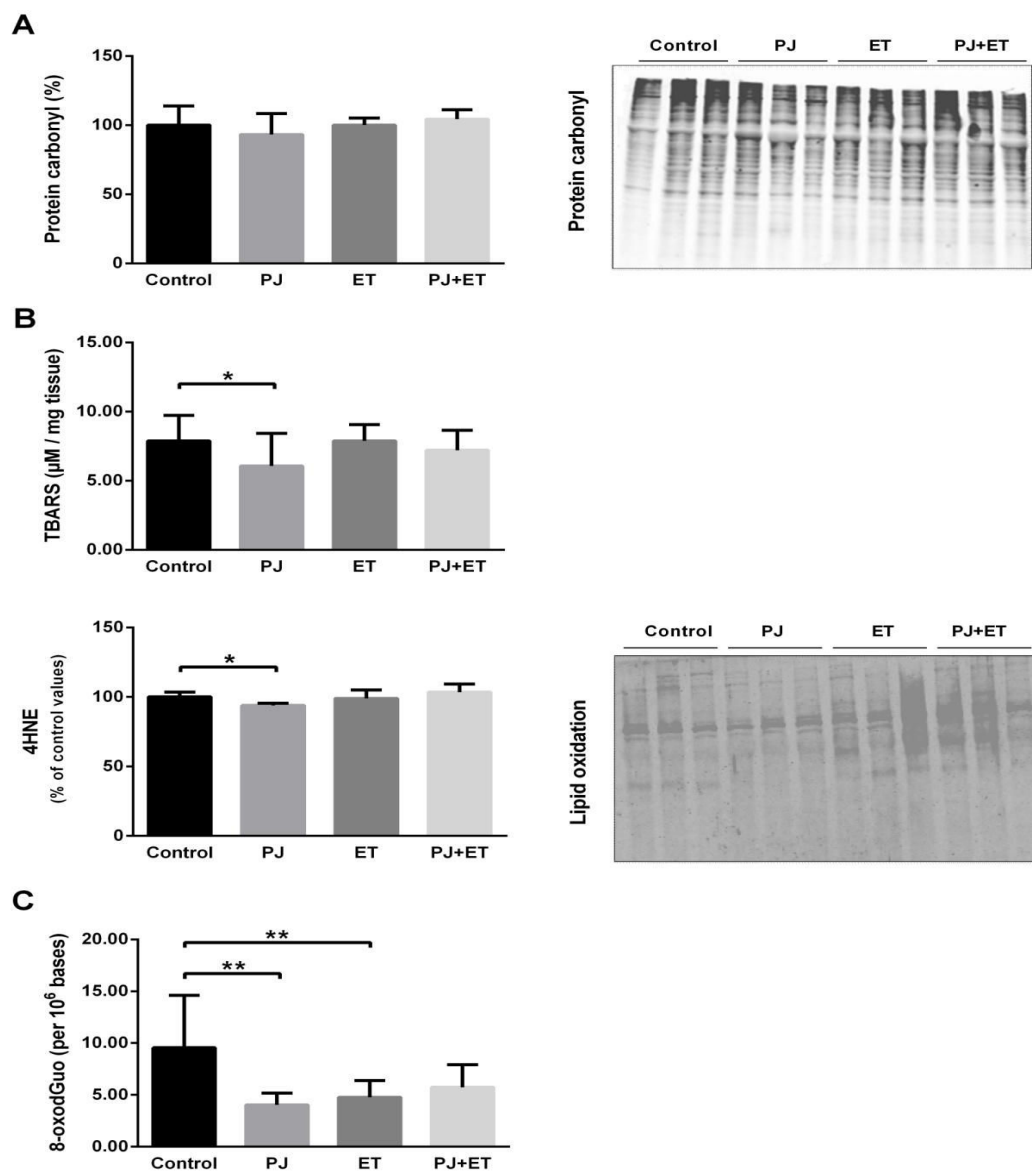 A
Control PJ ET PJ+ET
150
100
50
0
Protein carbonyl (%)
Control PJ ET PJ+ET
Protein carbonyl
B
15.00
10.00
5.00
0.00
TBARS (µM / mg tissue)
*
Control PJ ET PJ+ET
150
100
50
0
4HNE
(% of control values)
*
Control PJ ET PJ+ET
Control PJ ET PJ+ET
Lipid oxidation
C
20.00
15.00
10.00
5.00
0.00
8-oxodGuo (per 10⁶ bases)
**
**
Control PJ ET PJ+ET